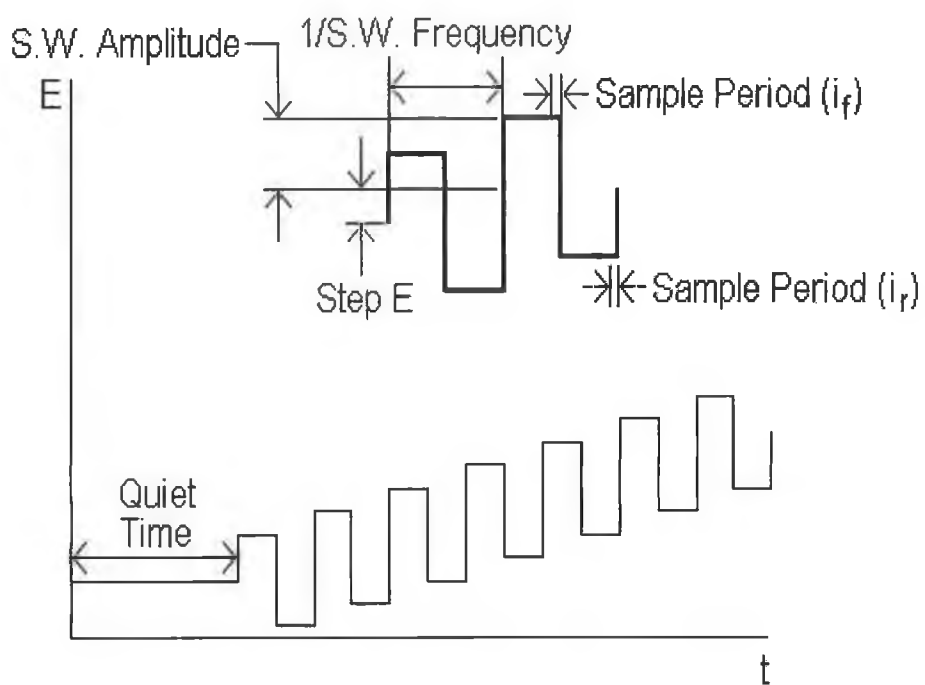 1/S.W. Frequency
S.W. Amplitude
E
Sample Period (if)
Step E
Sample Period (ir)
Quiet
Time
t